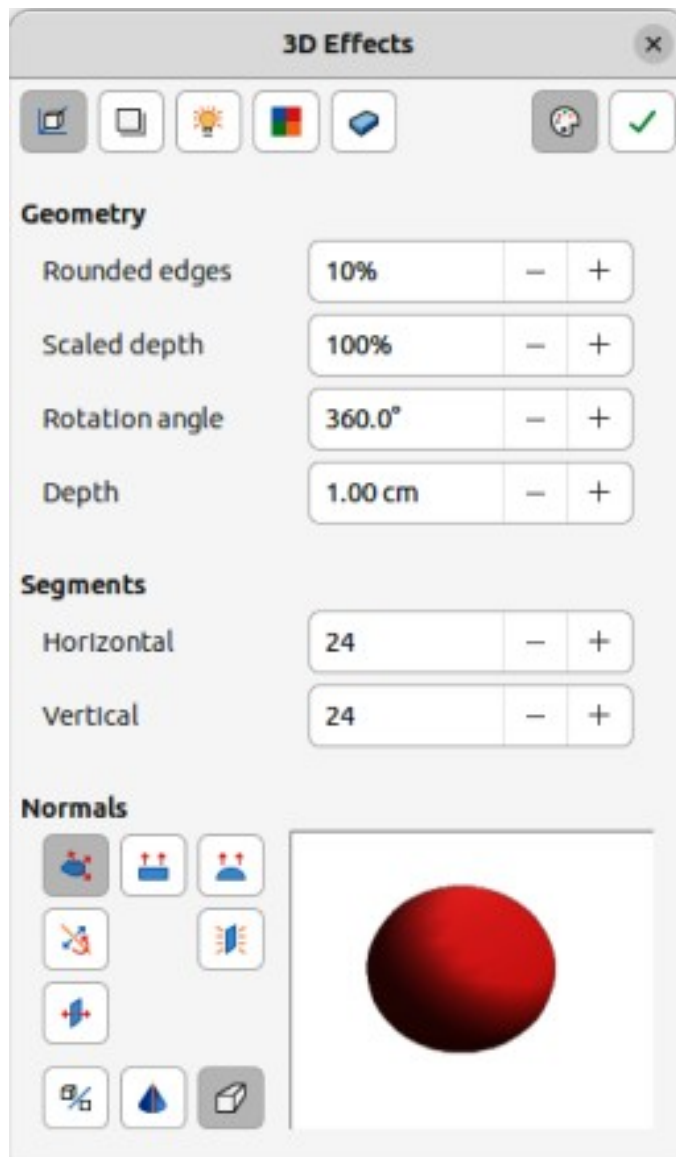 3D Effects
Geometry
Rounded edges 10%
Scaled depth 100%
Rotation angle 360.0°
Depth 1.00 cm
Segments
Horizontal 24
Vertical 24
Normals